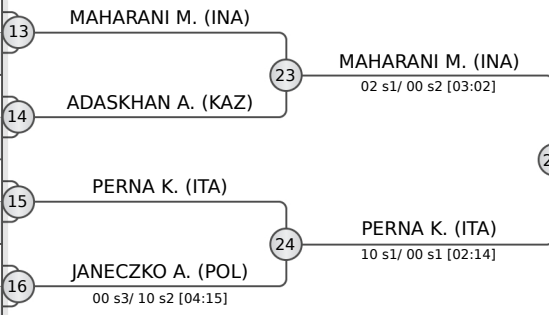 13
MAHARANI M. (INA)
23
MAHARANI M. (INA)
02 s1/ 00 s2 [03:02]
14
ADASKHAN A. (KAZ)
15
PERNA K. (ITA)
24
PERNA K. (ITA)
10 s1/ 00 s1 [02:14]
16
JANECZKO A. (POL)
00 s3/ 10 s2 [04:15]